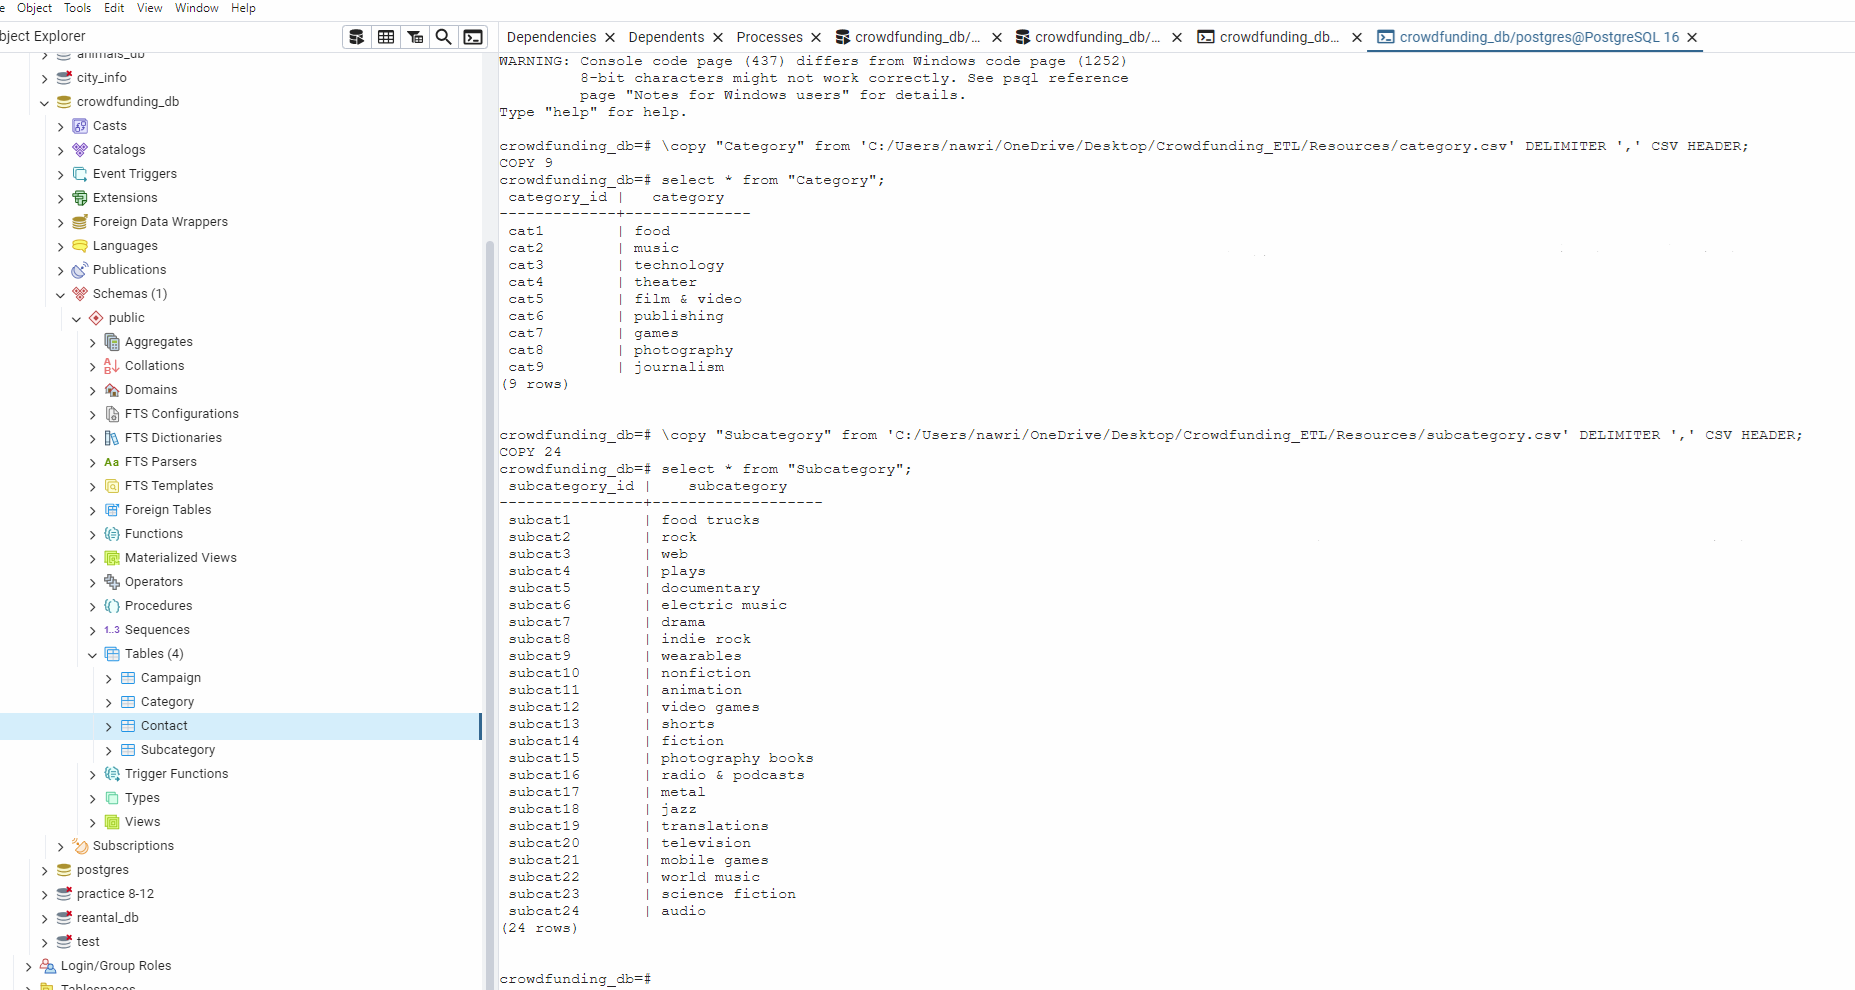 Object Tools Edit View Window Help
bject Explorer
animals_db
city_info
crowdfunding_db
Casts
Catalogs
Event Triggers
Extensions
Foreign Data Wrappers
Languages
Publications
Schemas (1)
public
Aggregates
Collations
Domains
FTS Configurations
FTS Dictionaries
Aa FTS Parsers
FTS Templates
Foreign Tables
Functions
Materialized Views
Operators
Procedures
1..3 Sequences
Tables (4)
Campaign
Category
Contact
Subcategory
Trigger Functions
Types
Views
Subscriptions
postgres
practice 8-12
reantal_db
test
Login/Group Roles
Tablespaces
Dependencies Dependents Processes crowdfunding_db/... crowdfunding_db/... crowdfunding_db... crowdfunding_db/postgres@PostgreSQL 16
WARNING: Console code page (437) differs from Windows code page (1252)
8-bit characters might not work correctly. See psql reference
page "Notes for Windows users" for details.
Type "help" for help.
crowdfunding_db=# \copy "Category" from 'C:/Users/nawri/OneDrive/Desktop/Crowdfunding_ETL/Resources/category.csv' DELIMITER ',' CSV HEADER;
COPY 9
crowdfunding_db=# select * from "Category";
category_id | category
-------------+--------------
cat1 | food
cat2 | music
cat3 | technology
cat4 | theater
cat5 | film & video
cat6 | publishing
cat7 | games
cat8 | photography
cat9 | journalism
(9 rows)
crowdfunding_db=# \copy "Subcategory" from 'C:/Users/nawri/OneDrive/Desktop/Crowdfunding_ETL/Resources/subcategory.csv' DELIMITER ',' CSV HEADER;
COPY 24
crowdfunding_db=# select * from "Subcategory";
subcategory_id | subcategory
----------------+-------------------
subcat1 | food trucks
subcat2 | rock
subcat3 | web
subcat4 | plays
subcat5 | documentary
subcat6 | electric music
subcat7 | drama
subcat8 | indie rock
subcat9 | wearables
subcat10 | nonfiction
subcat11 | animation
subcat12 | video games
subcat13 | shorts
subcat14 | fiction
subcat15 | photography books
subcat16 | radio & podcasts
subcat17 | metal
subcat18 | jazz
subcat19 | translations
subcat20 | television
subcat21 | mobile games
subcat22 | world music
subcat23 | science fiction
subcat24 | audio
(24 rows)
crowdfunding_db=#